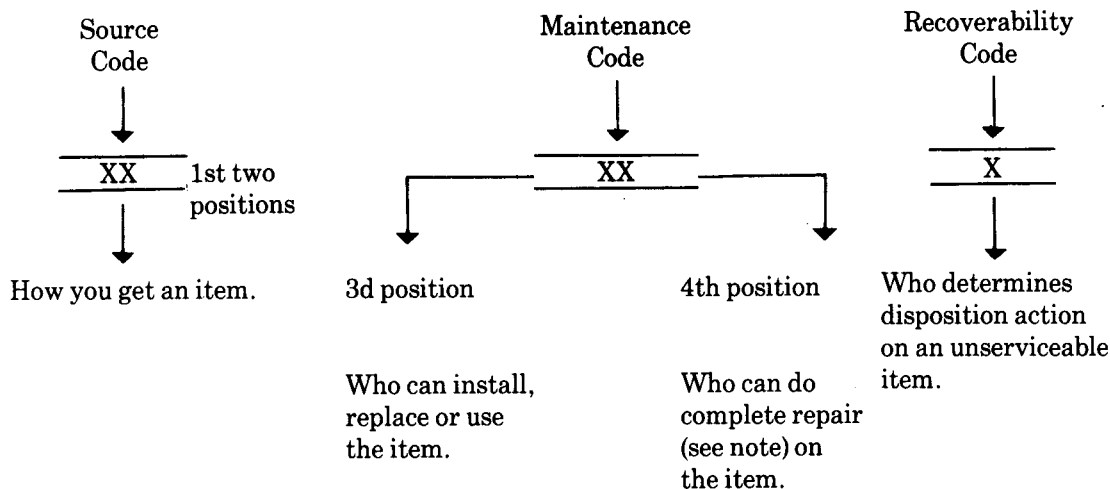 Source
Code
XX
1st two
positions
How you get an item.
Maintenance
Code
XX
3d position
Who can install,
replace or use
the item.
4th position
Who can do
complete repair
(see note) on
the item.
Recoverability
Code
X
Who determines
disposition action
on an unserviceable
item.